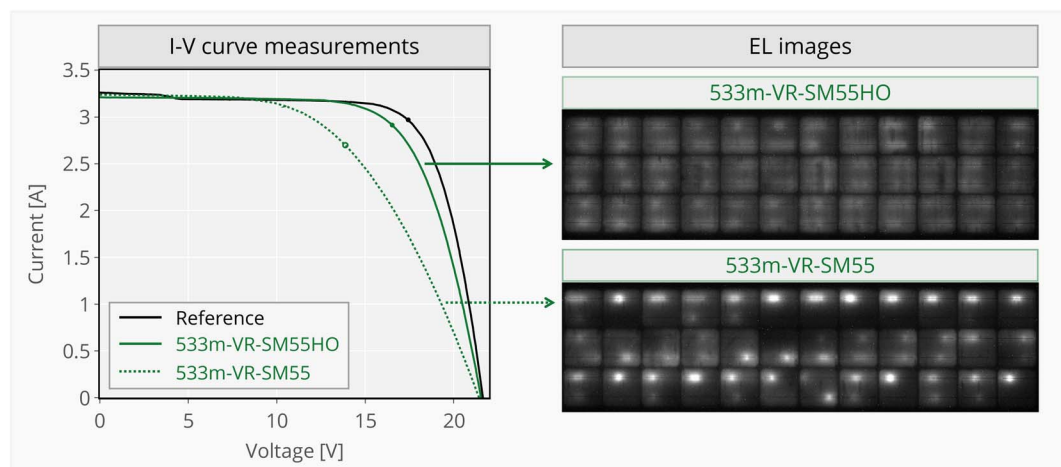 I-V curve measurements
EL images
3.5
3
2.5
2
1.5
1
0.5
0
Current [A]
0
5
10
15
20
Voltage [V]
Reference
533m-VR-SM55HO
533m-VR-SM55
533m-VR-SM55HO
533m-VR-SM55